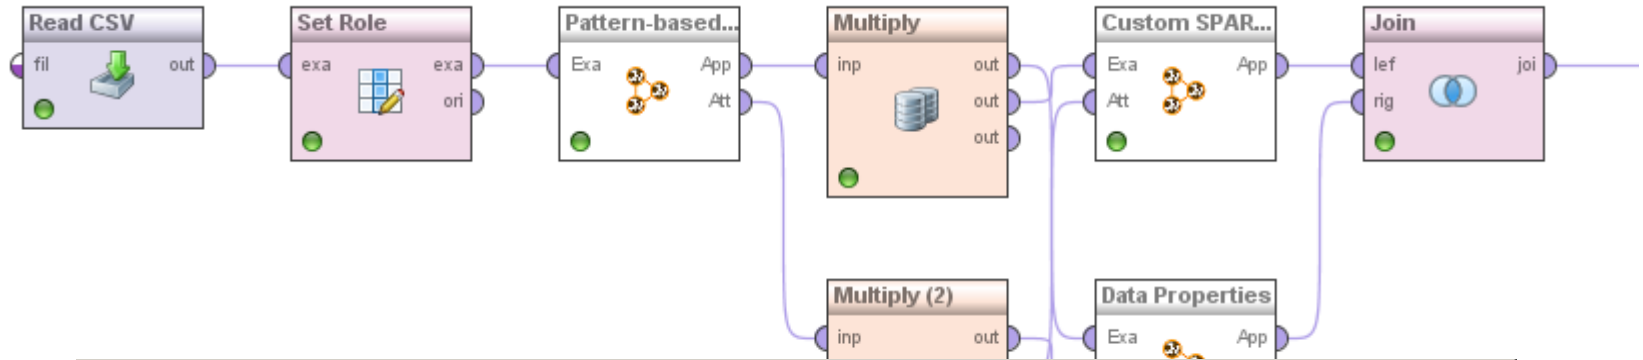 Read CSV
fil
out
Set Role
exa
exa
ori
Pattern-based...
Exa
App
Att
Multiply
inp
out
out
out
Custom SPAR...
Exa
App
Att
Join
lef
joi
rig
Multiply (2)
inp
out
Data Properties
Exa
App